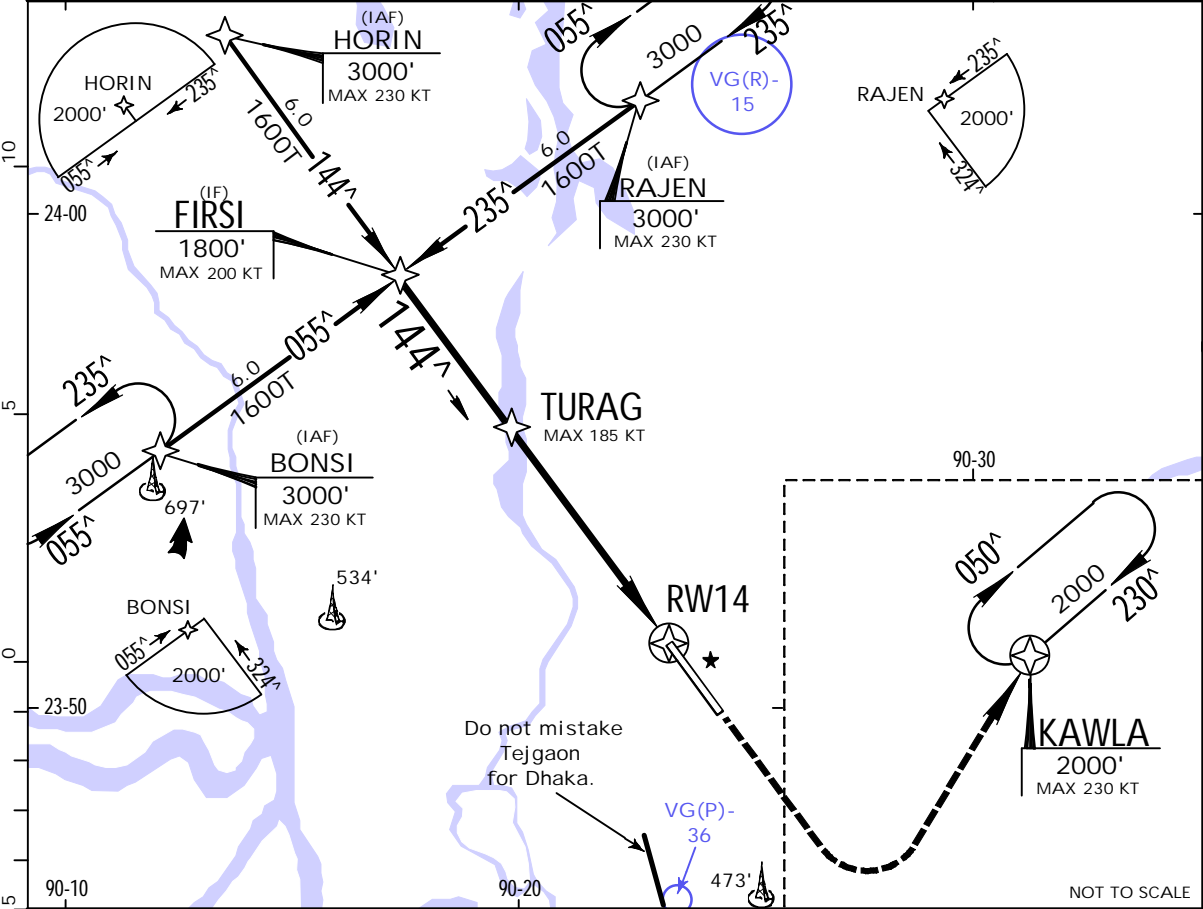 (IAF)
HORIN
3000'
MAX 230 KT
HORIN
2000'
235^
055^
6.0
1600T
144^
055^
3000
235^
VG(R)-
15
6.0
1600T
235^
(IAF)
RAJEN
3000'
MAX 230 KT
RAJEN
235^
2000'
324^
10
24-00
(IF)
FIRSI
1800'
MAX 200 KT
144^
055^
6.0
1600T
235^
3000
055^
5
(IAF)
BONSI
3000'
MAX 230 KT
697'
534'
TURAG
MAX 185 KT
90-30
BONSI
055^
2000'
324^
RW14
050^
2000
230^
0
23-50
KAWLA
2000'
MAX 230 KT
Do not mistake
Tejgaon
for Dhaka.
VG(P)-
36
473'
5
90-10
90-20
NOT TO SCALE